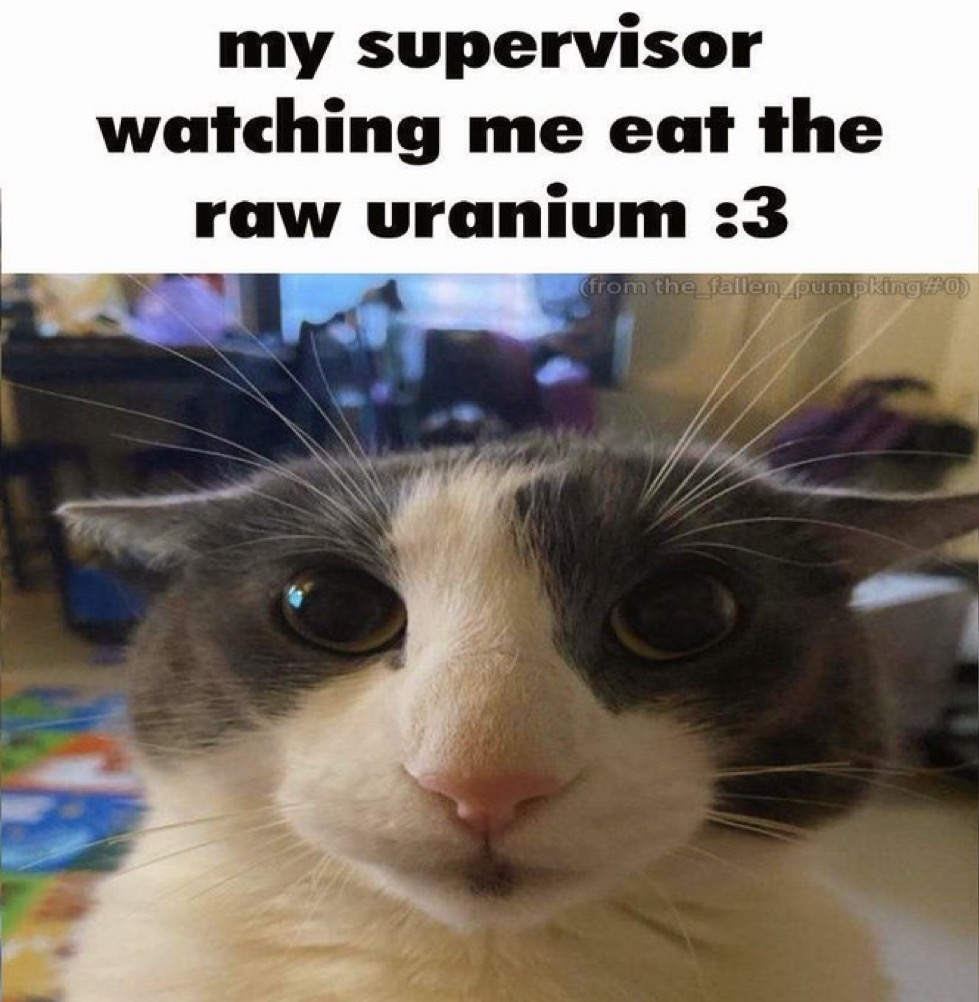 my supervisor
watching me eat the
raw uranium :3
(from the_fallen_pumpking#0)